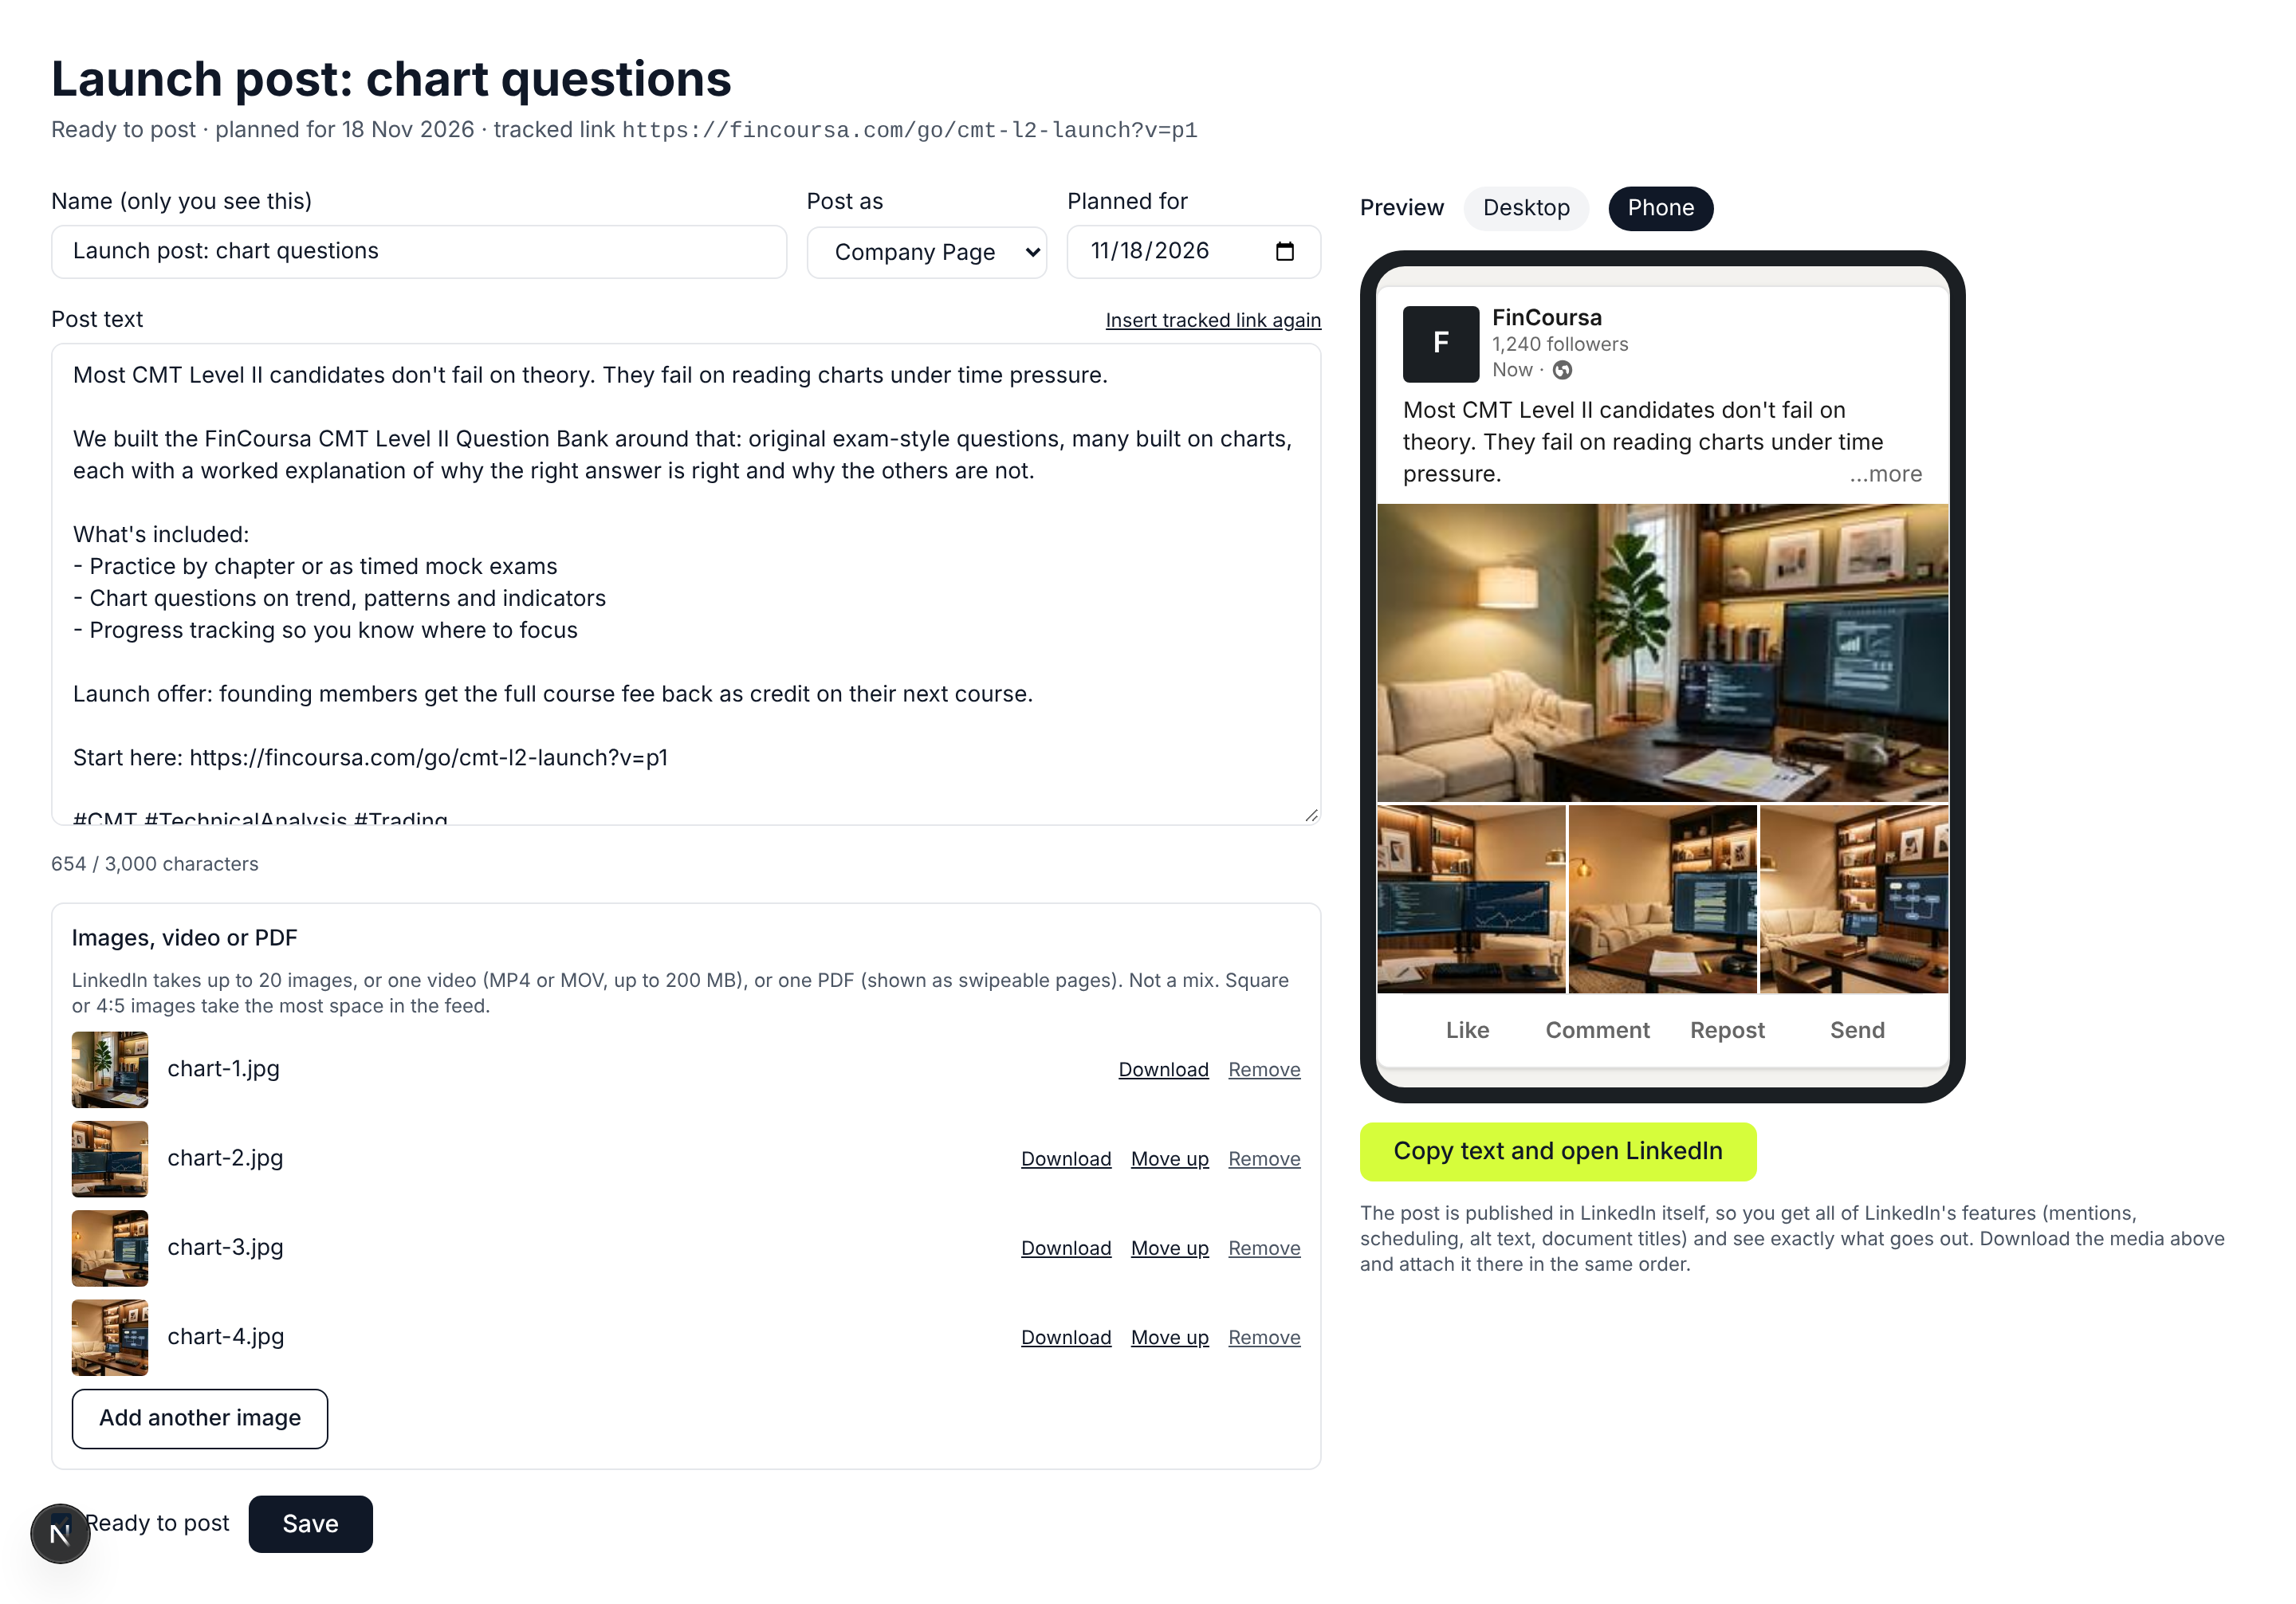 Launch post: chart questions
Ready to post · planned for 18 Nov 2026 · tracked link https://fincoursa.com/go/cmt-l2-launch?v=p1
Name (only you see this)
Launch post: chart questions
Post as
Company Page
Planned for
11/18/2026
Post text
Insert tracked link again
Most CMT Level II candidates don't fail on theory. They fail on reading charts under time pressure.
We built the FinCoursa CMT Level II Question Bank around that: original exam-style questions, many built on charts,
each with a worked explanation of why the right answer is right and why the others are not.
What's included:
- Practice by chapter or as timed mock exams
- Chart questions on trend, patterns and indicators
- Progress tracking so you know where to focus
Launch offer: founding members get the full course fee back as credit on their next course.
Start here: https://fincoursa.com/go/cmt-l2-launch?v=p1
#CMT #TechnicalAnalysis #Trading
654 / 3,000 characters
Images, video or PDF
LinkedIn takes up to 20 images, or one video (MP4 or MOV, up to 200 MB), or one PDF (shown as swipeable pages). Not a mix. Square
or 4:5 images take the most space in the feed.
chart-1.jpg
Download Remove
chart-2.jpg
Download Move up Remove
chart-3.jpg
Download Move up Remove
chart-4.jpg
Download Move up Remove
Add another image
N
Ready to post
Save
Preview
Desktop
Phone
F
FinCoursa
1,240 followers
Now ·
Most CMT Level II candidates don't fail on
theory. They fail on reading charts under time
pressure.
...more
Like Comment Repost Send
Copy text and open LinkedIn
The post is published in LinkedIn itself, so you get all of LinkedIn's features (mentions,
scheduling, alt text, document titles) and see exactly what goes out. Download the media above
and attach it there in the same order.